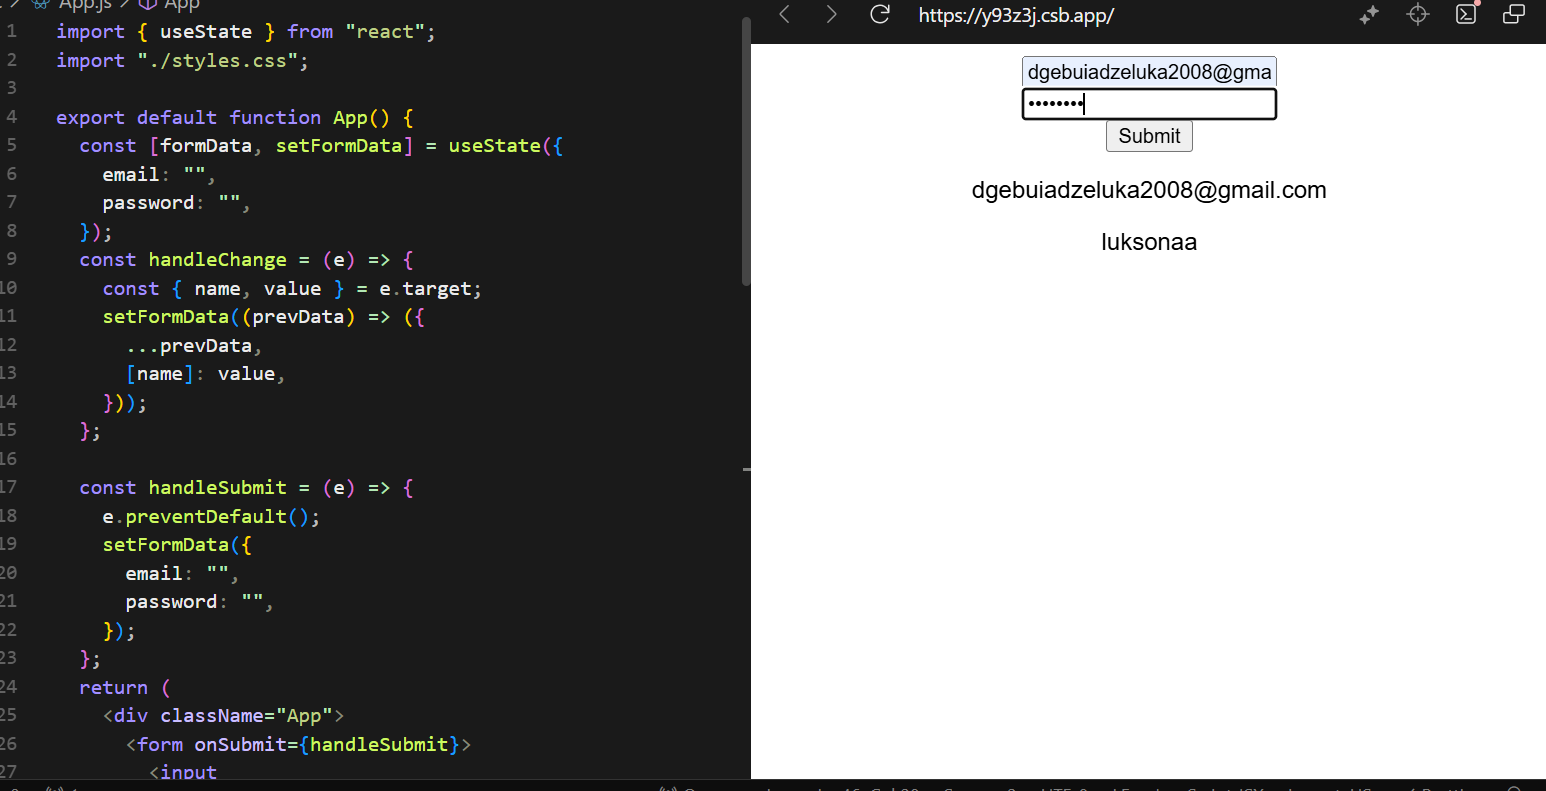 App.js > App
1 import { useState } from "react";
2 import "./styles.css";
3
4 export default function App() {
5 const [formData, setFormData] = useState({
6 email: "",
7 password: "",
8 });
9 const handleChange = (e) => {
10 const { name, value } = e.target;
11 setFormData((prevData) => ({
12 ...prevData,
13 [name]: value,
14 }));
15 };
16
17 const handleSubmit = (e) => {
18 e.preventDefault();
19 setFormData({
20 email: "",
21 password: "",
22 });
23 };
24 return (
25 <div className="App">
26 <form onSubmit={handleSubmit}>
27 <input
https://y93z3j.csb.app/
dgebuiadzeluka2008@gma
••••••••
Submit
dgebuiadzeluka2008@gmail.com
luksonaa